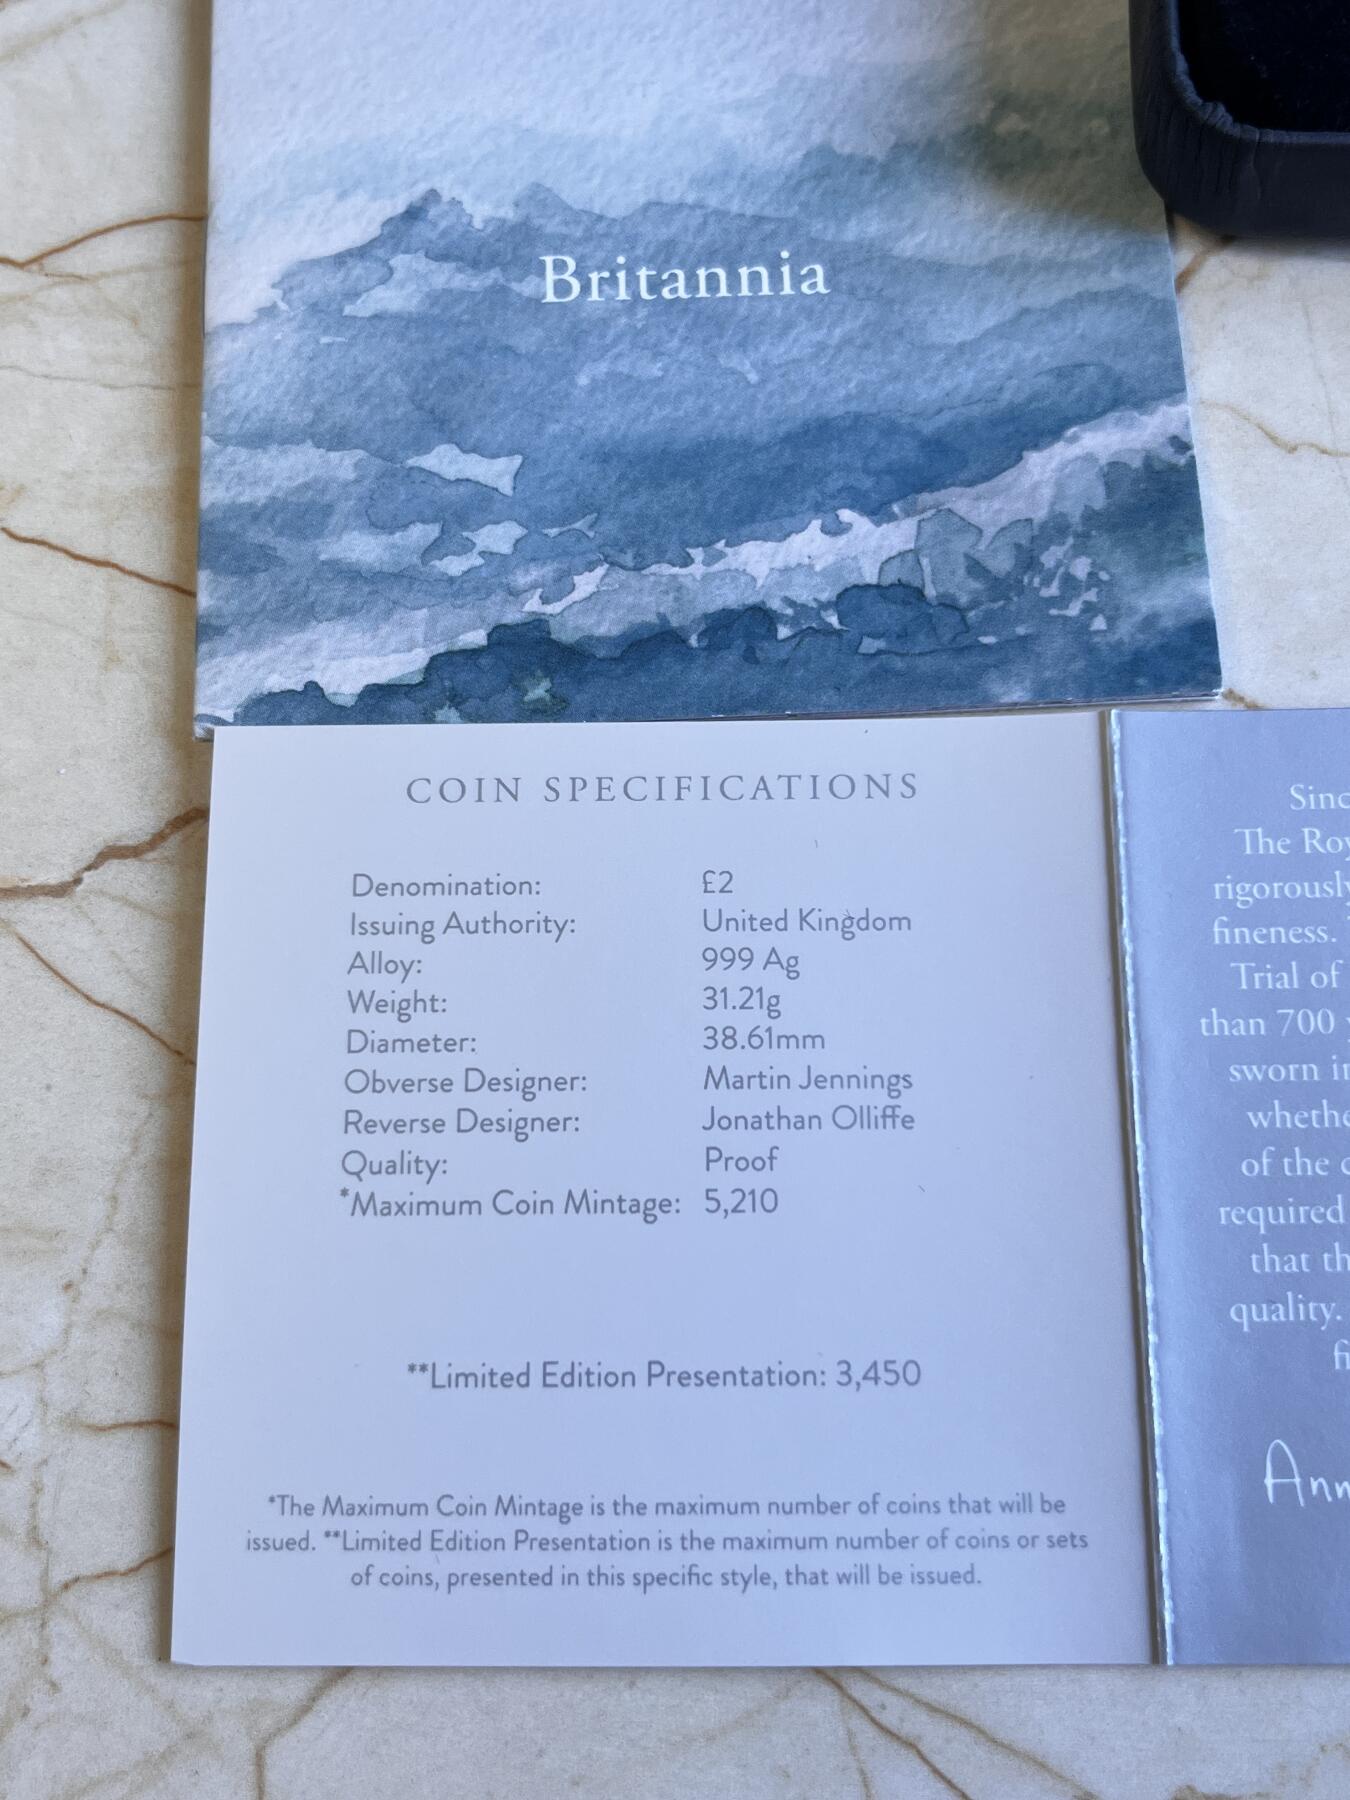 Britannia
COIN SPECIFICATIONS
Denomination: £2
Issuing Authority: United Kingdom
Alloy: 999 Ag
Weight: 31.21g
Diameter: 38.61mm
Obverse Designer: Martin Jennings
Reverse Designer: Jonathan Olliffe
Quality: Proof
*Maximum Coin Mintage: 5,210
**Limited Edition Presentation: 3,450
*The Maximum Coin Mintage is the maximum number of coins that will be
issued. **Limited Edition Presentation is the maximum number of coins or sets
of coins, presented in this specific style, that will be issued.
The
rigorously
fineness.
Trial of
than 700
sworn
of the
required
that
quality.